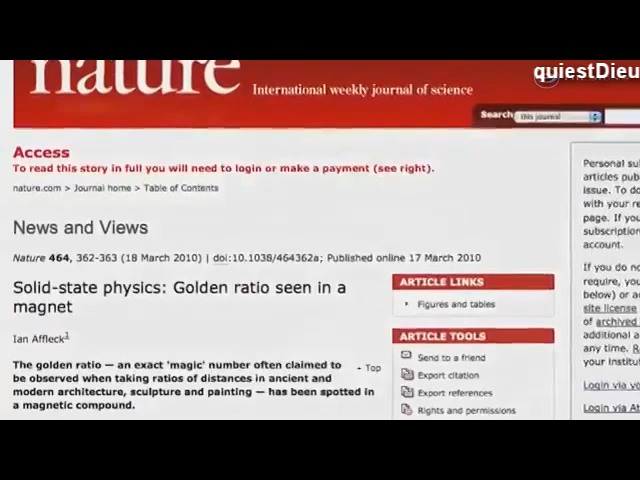 nature
International weekly journal of science
quiestDieu
Search this journal
Access
To read this story in full you will need to login or make a payment (see right).
nature.com > Journal home > Table of Contents
News and Views
Nature 464, 362-363 (18 March 2010) | doi:10.1038/464362a; Published online 17 March 2010
Solid-state physics: Golden ratio seen in a
magnet
Ian Affleck1
The golden ratio — an exact 'magic' number often claimed to
be observed when taking ratios of distances in ancient and
modern architecture, sculpture and painting — has been spotted in
a magnetic compound.
Top
ARTICLE LINKS
Figures and tables
ARTICLE TOOLS
Send to a friend
Export citation
Export references
Rights and permissions
Personal su
articles pub
issue. To do
with your re
page. If you
subscription
account.
If you do no
require, you
below) or a
site license
of archived
additional a
any time. R
your institu
Login via yo
Login via At